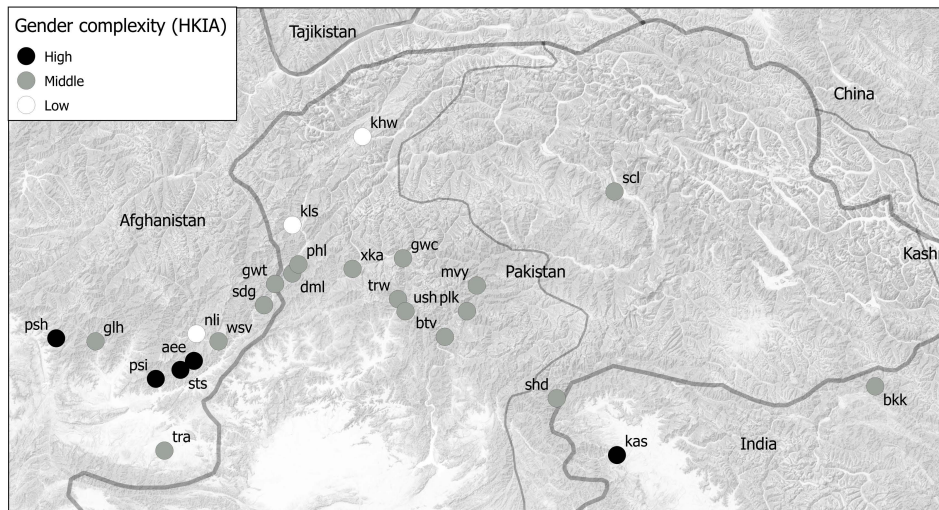 Gender complexity (HKIA)
High
Middle
Low
Tajikistan
China
khw
scl
Afghanistan
kls
Kash
phl
xka
gwc
gwt
dml
trw
mvy
Pakistan
sdg
ush
plk
psh
glh
nli
wsv
btv
aee
psi
sts
shd
bkk
tra
kas
India